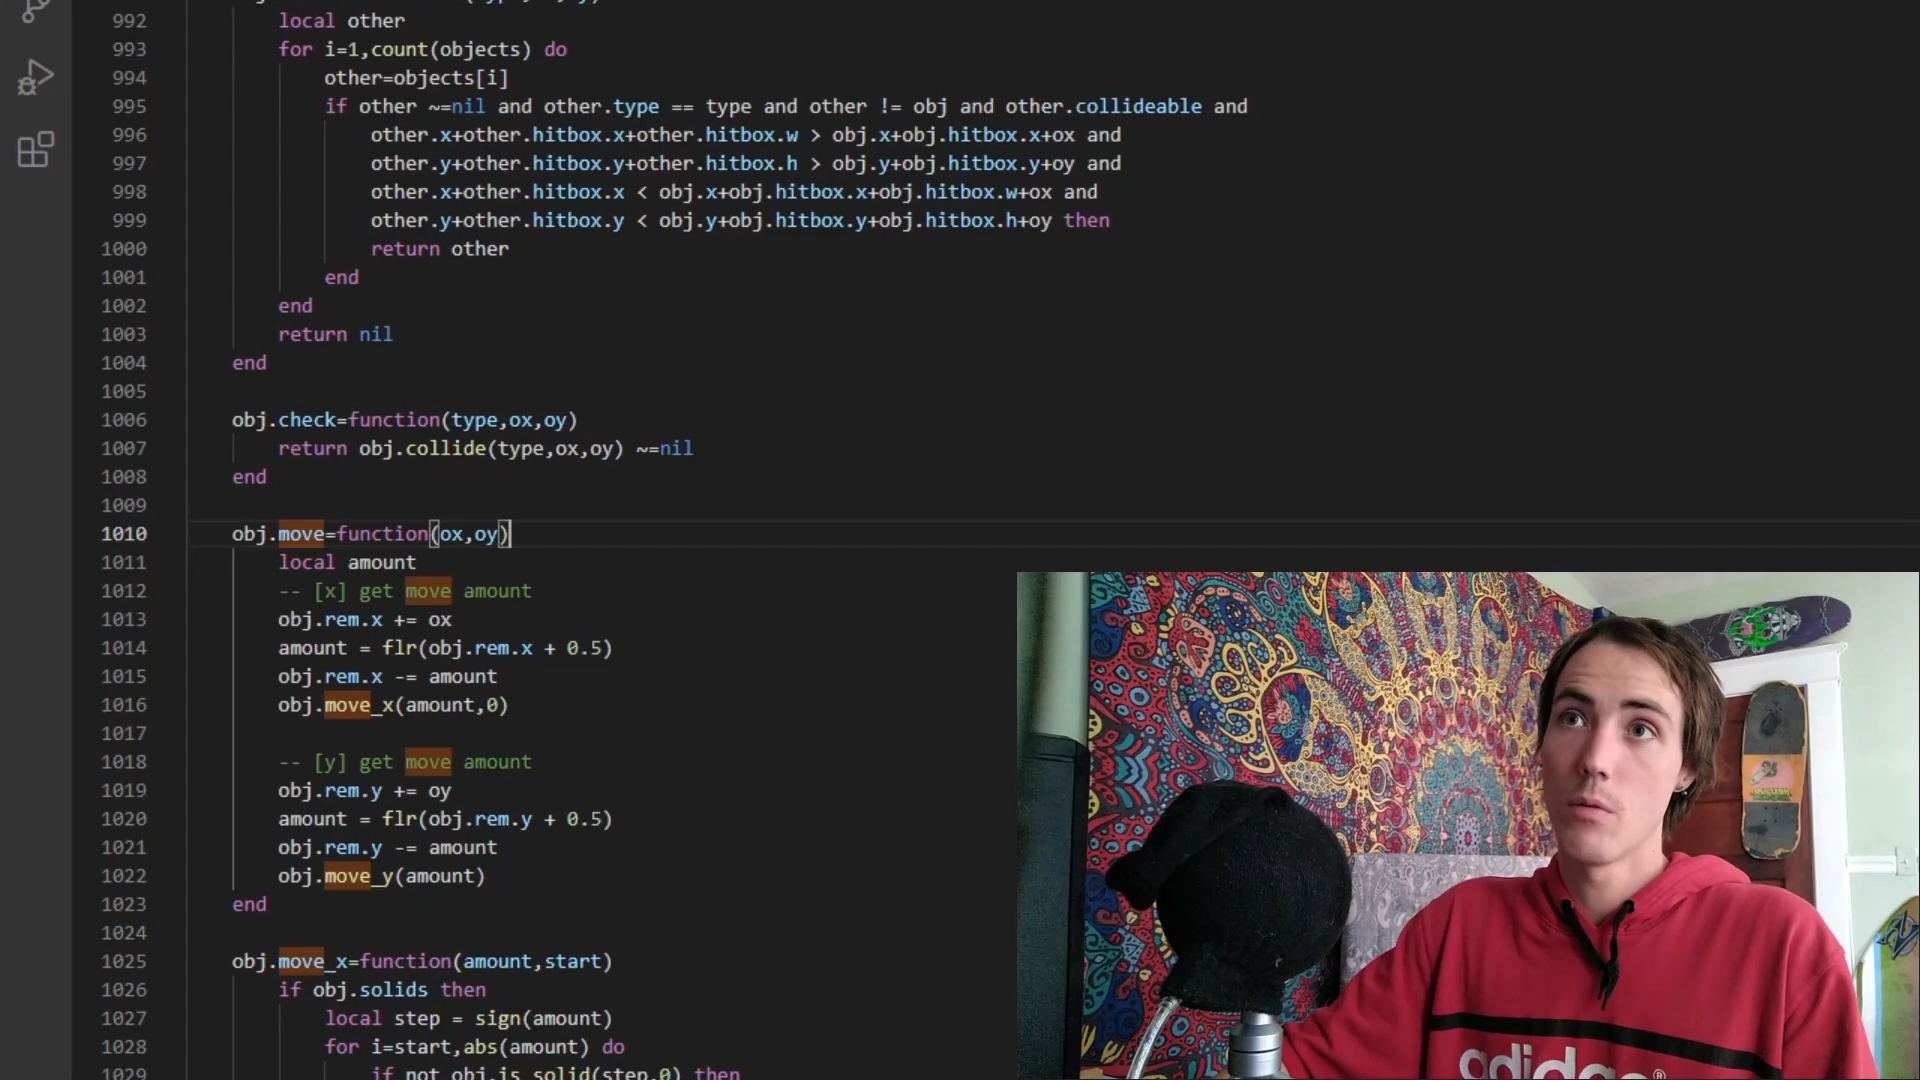 992 local other
993 for i=1,count(objects) do
994 other=objects[i]
995 if other ~=nil and other.type == type and other != obj and other.collideable and
996 other.x+other.hitbox.x+other.hitbox.w > obj.x+obj.hitbox.x+ox and
997 other.y+other.hitbox.y+other.hitbox.h > obj.y+obj.hitbox.y+oy and
998 other.x+other.hitbox.x < obj.x+obj.hitbox.x+obj.hitbox.w+ox and
999 other.y+other.hitbox.y < obj.y+obj.hitbox.y+obj.hitbox.h+oy then
1000 return other
1001 end
1002 end
1003 return nil
1004 end
1005
1006 obj.check=function(type,ox,oy)
1007 return obj.collide(type,ox,oy) ~=nil
1008 end
1009
1010 obj.move=function(ox,oy)
1011 local amount
1012 -- [x] get move amount
1013 obj.rem.x += ox
1014 amount = flr(obj.rem.x + 0.5)
1015 obj.rem.x -= amount
1016 obj.move_x(amount,0)
1017
1018 -- [y] get move amount
1019 obj.rem.y += oy
1020 amount = flr(obj.rem.y + 0.5)
1021 obj.rem.y -= amount
1022 obj.move_y(amount)
1023 end
1024
1025 obj.move_x=function(amount,start)
1026 if obj.solids then
1027 local step = sign(amount)
1028 for i=start,abs(amount) do
1029 if not obj.is_solid(step,0) then
adidas®